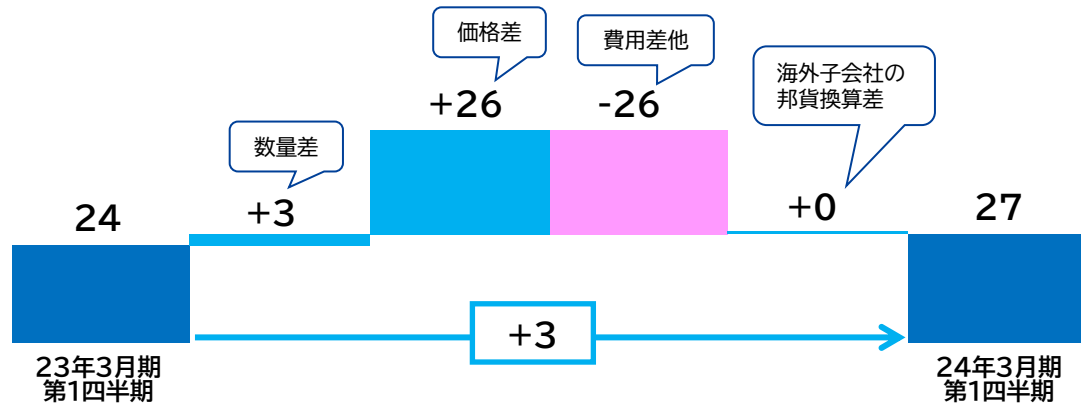 価格差
費用差他
海外子会社の
邦貨換算差
+26
-26
数量差
24
+3
+0
27
+3
23年3月期
第1四半期
24年3月期
第1四半期